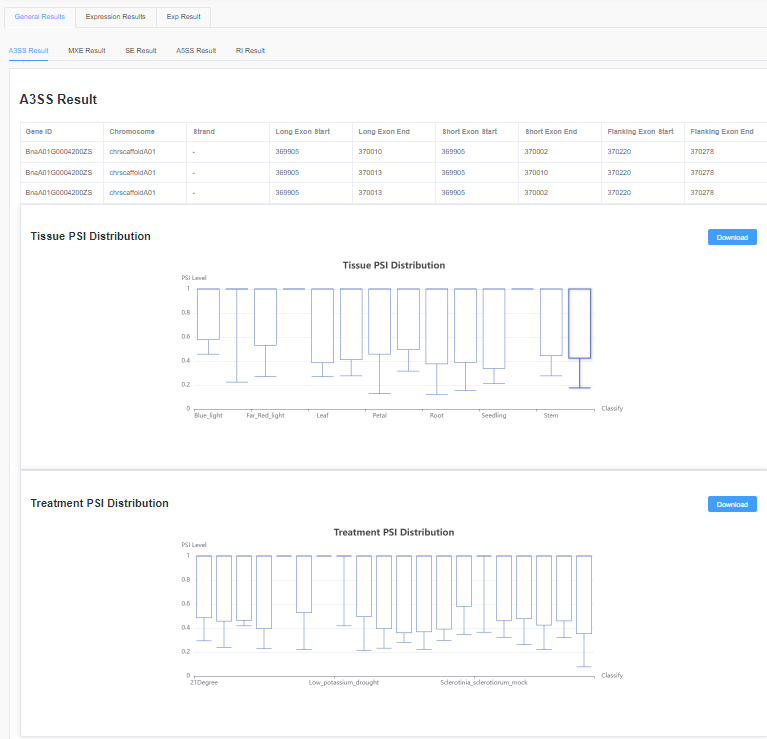 General Results Expression Results Exp Result
A3SS Result MXE Result SE Result A5SS Result RI Result
A3SS Result
Gene ID Chromosome Strand Long Exon Start Long Exon End Short Exon Start Short Exon End Flanking Exon Start Flanking Exon End
BnaA01G0004200ZS chrscaffoldA01 - 369905 370010 369905 370002 370220 370278
BnaA01G0004200ZS chrscaffoldA01 - 369905 370013 369905 370010 370220 370278
BnaA01G0004200ZS chrscaffoldA01 - 369905 370013 369905 370002 370220 370278
Tissue PSI Distribution
Download
Tissue PSI Distribution
PSI Level
1
0.8
0.6
0.4
0.2
0
Blue_light Far_Red_light Leaf Petal Root Seedling Stem
Classify
Treatment PSI Distribution
Download
Treatment PSI Distribution
PSI Level
1
0.8
0.6
0.4
0.2
0
21Degree Low_potassium_drought Sclerotinia_sclerotiorum_mock
Classify